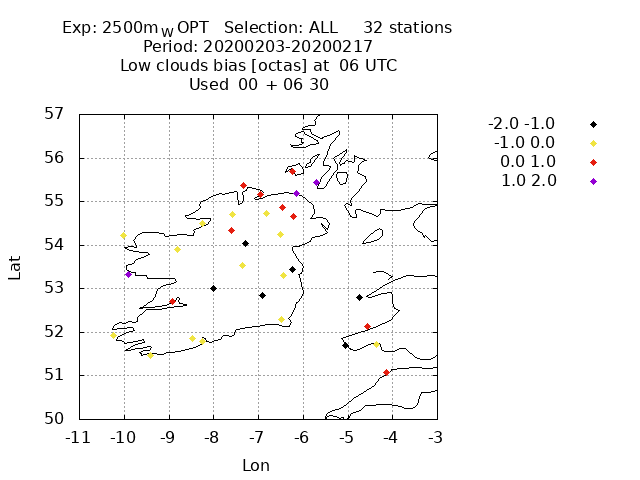 Exp: 2500m_W OPT Selection: ALL 32 stations
Period: 20200203-20200217
Low clouds bias [octas] at 06 UTC
Used 00 + 06 30
-2.0 -1.0
-1.0 0.0
0.0 1.0
1.0 2.0
57
56
55
54
53
52
51
50
Lat
-11 -10 -9 -8 -7 -6 -5 -4 -3
Lon